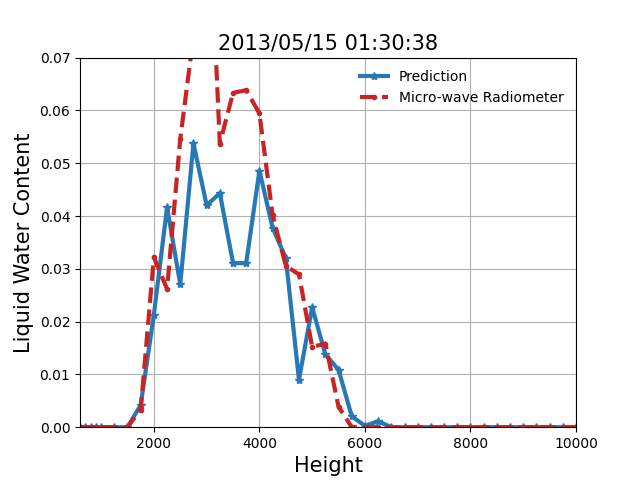 2013/05/15 01:30:38
0.07
0.06
0.05
0.04
0.03
0.02
0.01
0.00
Liquid Water Content
Prediction
Micro-wave Radiometer
2000 4000 6000 8000 10000
Height